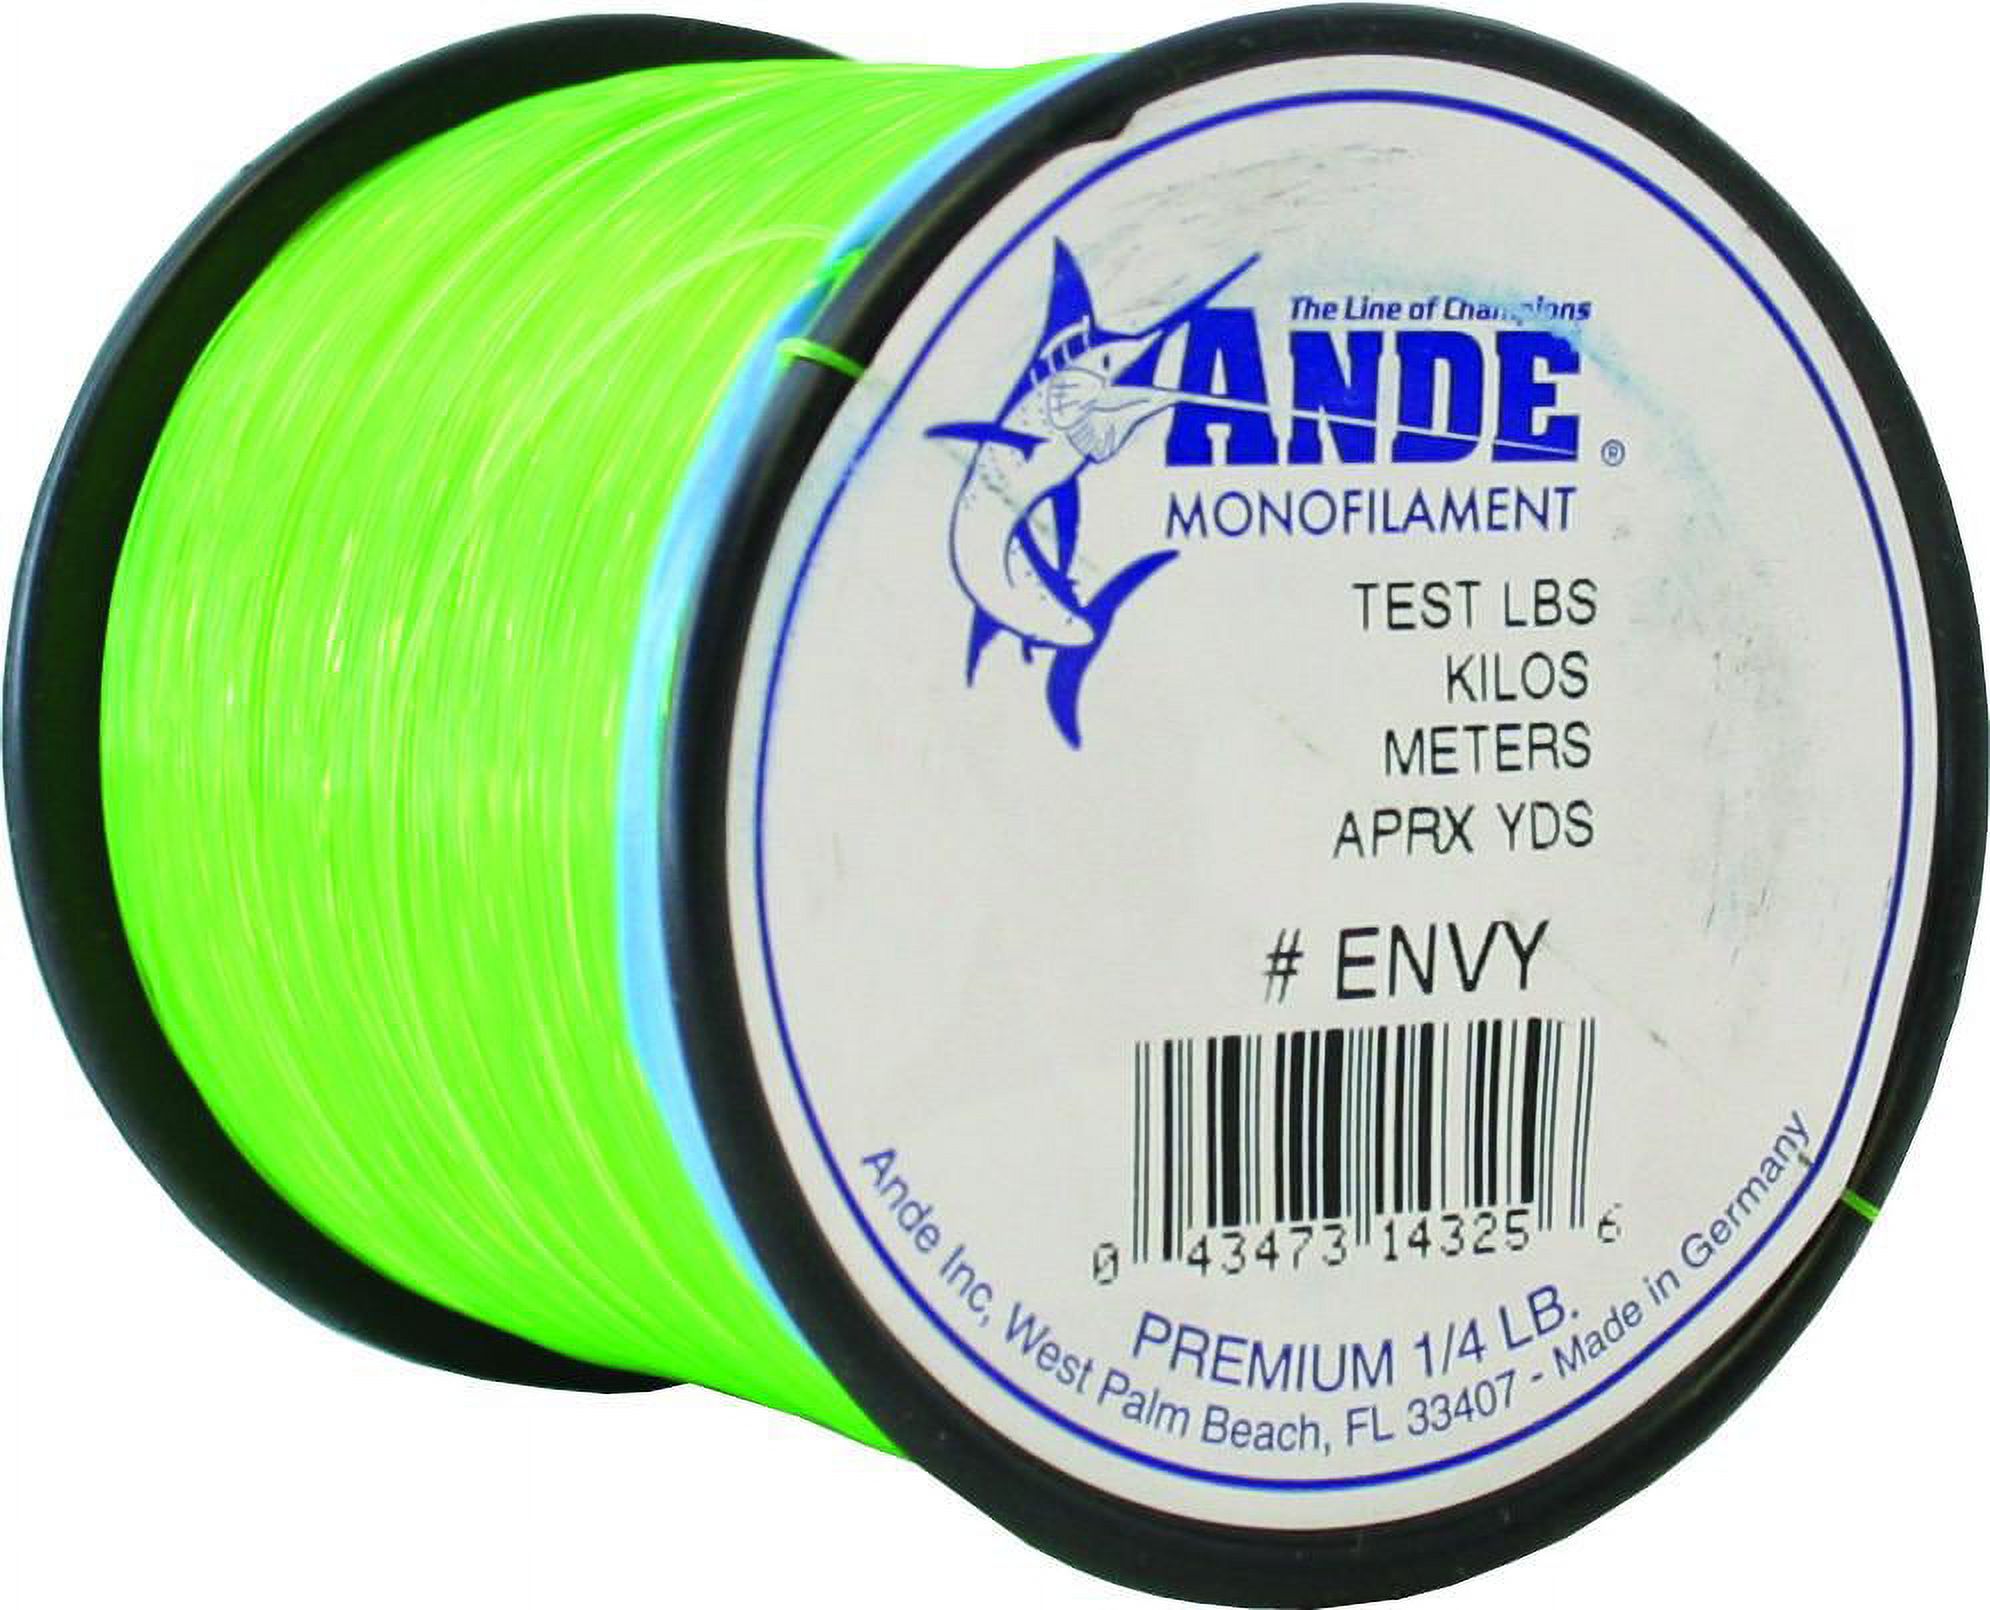 The Line of Champions
ANDE ®
MONOFILAMENT
TEST LBS
KILOS
METERS
APRX YDS
# ENVY
0 43473 14325 6
PREMIUM 1/4 LB.
Ande Inc, West Palm Beach, FL 33407 - Made in Germany